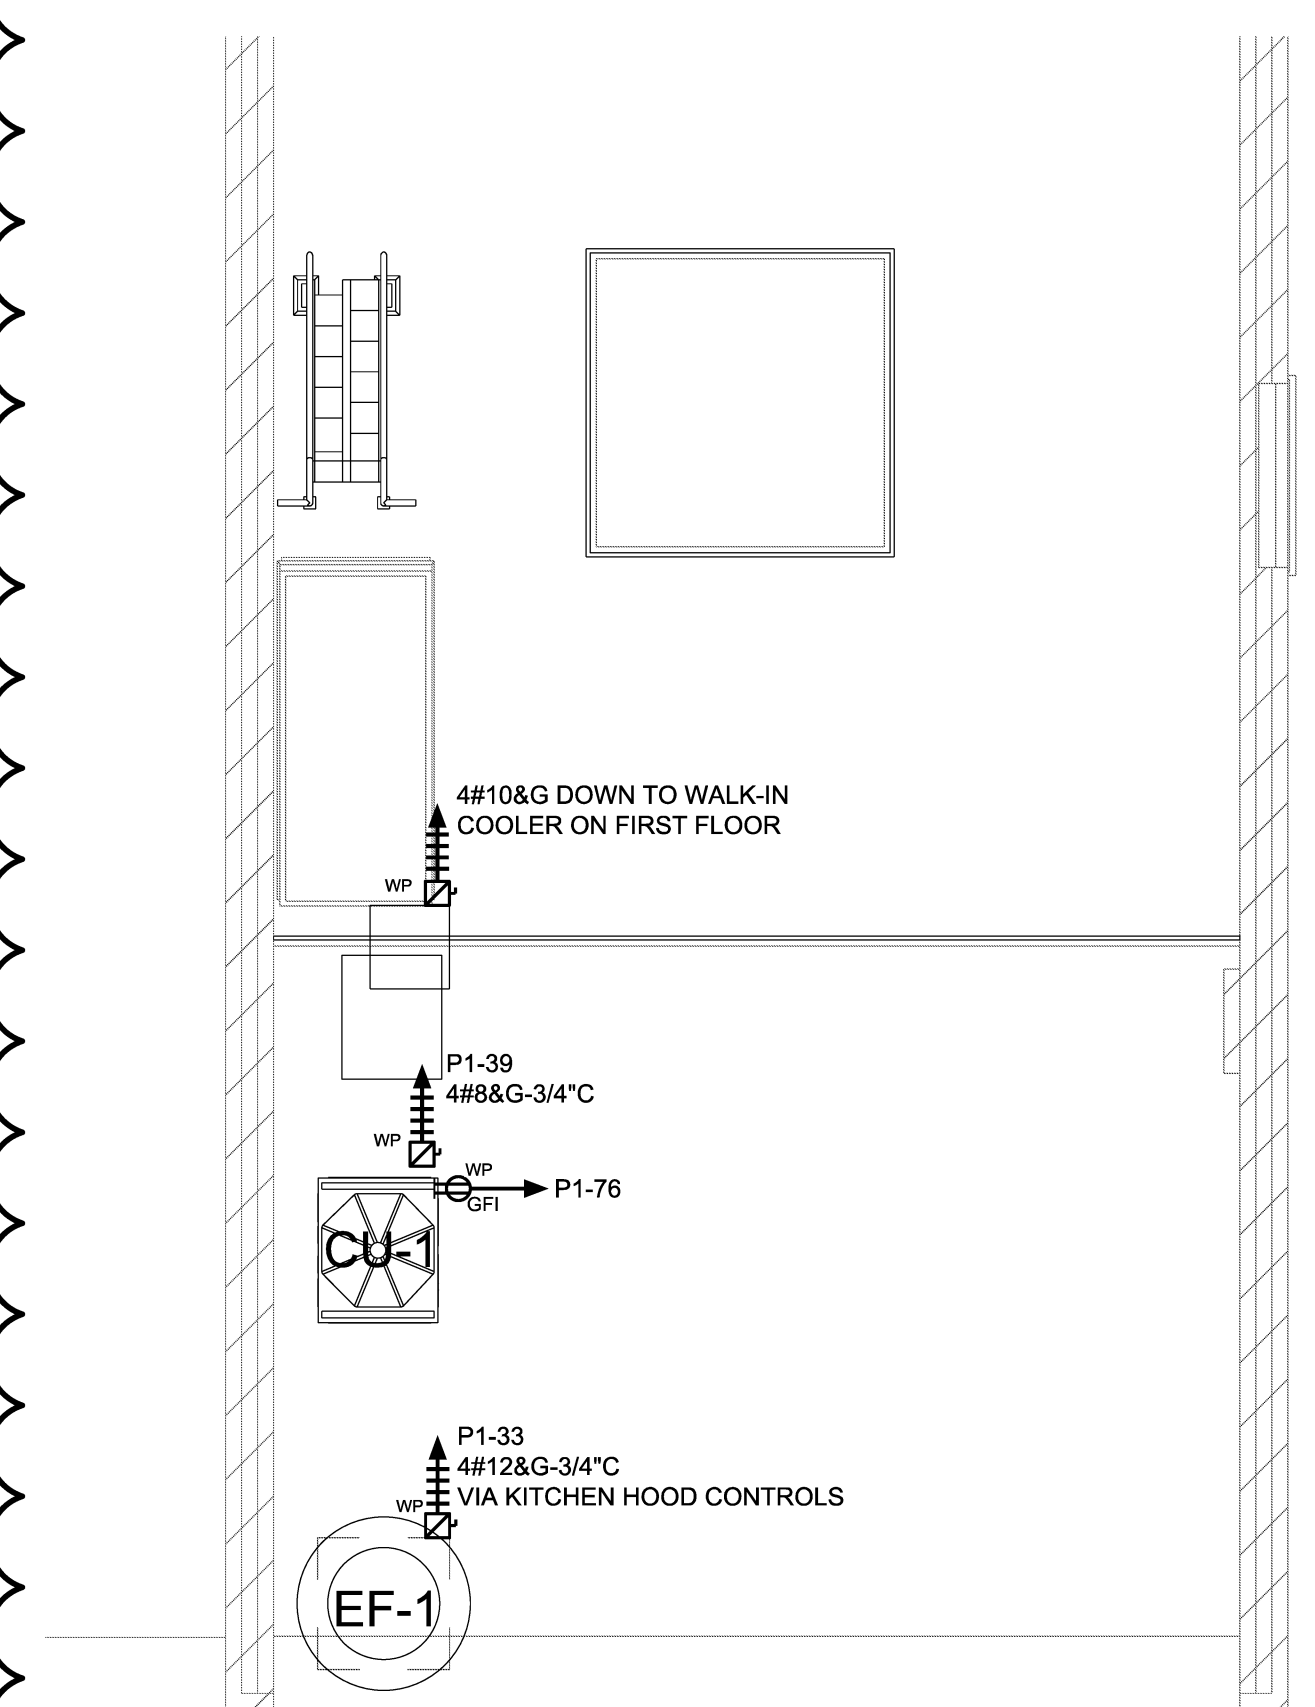 4#10&G DOWN TO WALK-IN
COOLER ON FIRST FLOOR
WP
P1-39
4#8&G-3/4"C
WP
WP
P1-76
GFI
CU-1
P1-33
4#12&G-3/4"C
VIA KITCHEN HOOD CONTROLS
WP
EF-1